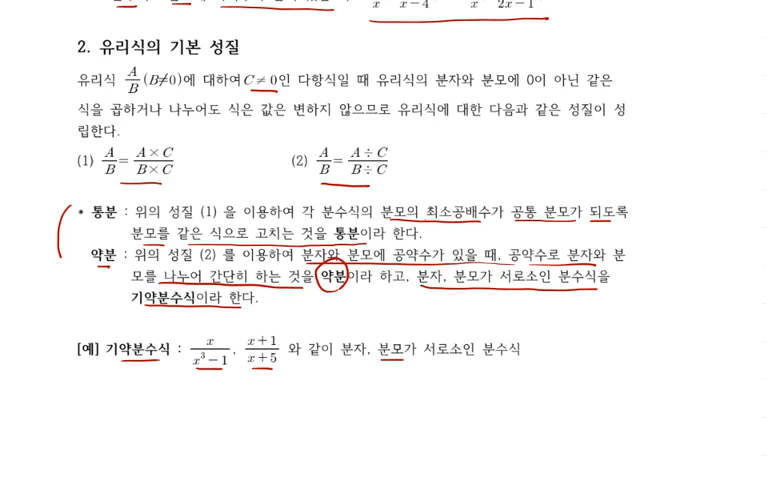 x x-4 x 2x-1
2. 유리식의 기본 성질
유리식 A/B (B≠0)에 대하여 C≠0인 다항식일 때 유리식의 분자와 분모에 0이 아닌 같은
식을 곱하거나 나누어도 식은 값은 변하지 않으므로 유리식에 대한 다음과 같은 성질이 성
립한다.
(1) A/B = A×C/B×C (2) A/B = A÷C/B÷C
* 통분 : 위의 성질 (1) 을 이용하여 각 분수식의 분모의 최소공배수가 공통 분모가 되도록
분모를 같은 식으로 고치는 것을 통분이라 한다.
약분 : 위의 성질 (2) 를 이용하여 분자와 분모에 공약수가 있을 때, 공약수로 분자와 분
모를 나누어 간단히 하는 것을 약분이라 하고, 분자, 분모가 서로소인 분수식을
기약분수식이라 한다.
[예] 기약분수식 : x/x³-1, x+1/x+5 와 같이 분자, 분모가 서로소인 분수식